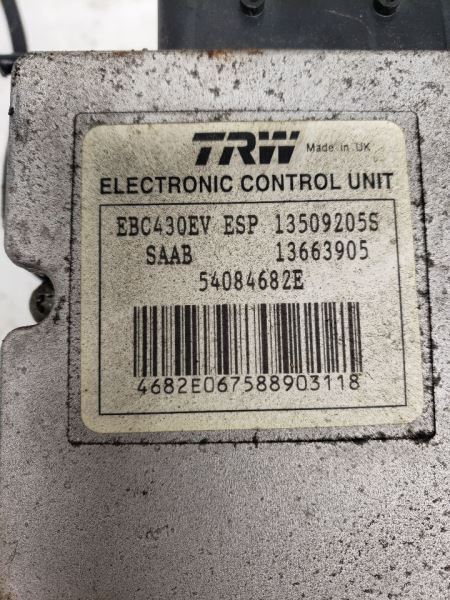 TRW Made in UK
ELECTRONIC CONTROL UNIT
EBC430EV ESP 13509205S
SAAB 13663905
54084682E
4682E067588903118